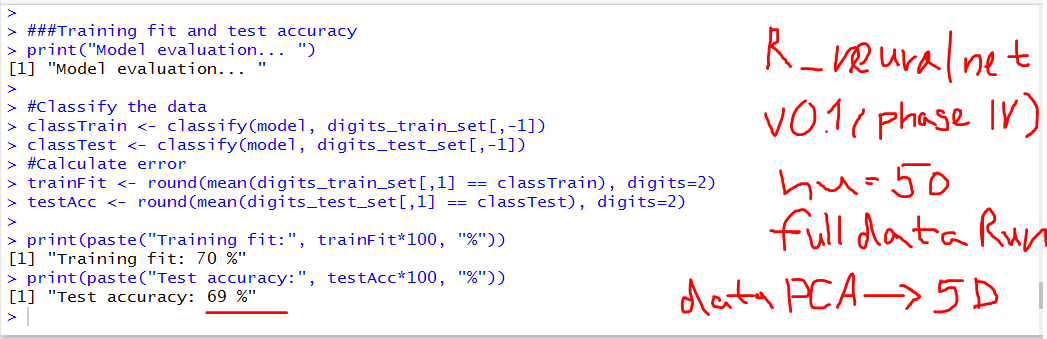 >
> ###Training fit and test accuracy
> print("Model evaluation... ")
[1] "Model evaluation... "
>
> #Classify the data
> classTrain <- classify(model, digits_train_set[,-1])
> classTest <- classify(model, digits_test_set[,-1])
> #Calculate error
> trainFit <- round(mean(digits_train_set[,1] == classTrain), digits=2)
> testAcc <- round(mean(digits_test_set[,1] == classTest), digits=2)
>
> print(paste("Training fit:", trainFit*100, "%"))
[1] "Training fit: 70 %"
> print(paste("Test accuracy:", testAcc*100, "%"))
[1] "Test accuracy: 69 %"
>
R_neuralnet
v0.1 (phase IV)
hu = 50
full data Run
data PCA → 5D